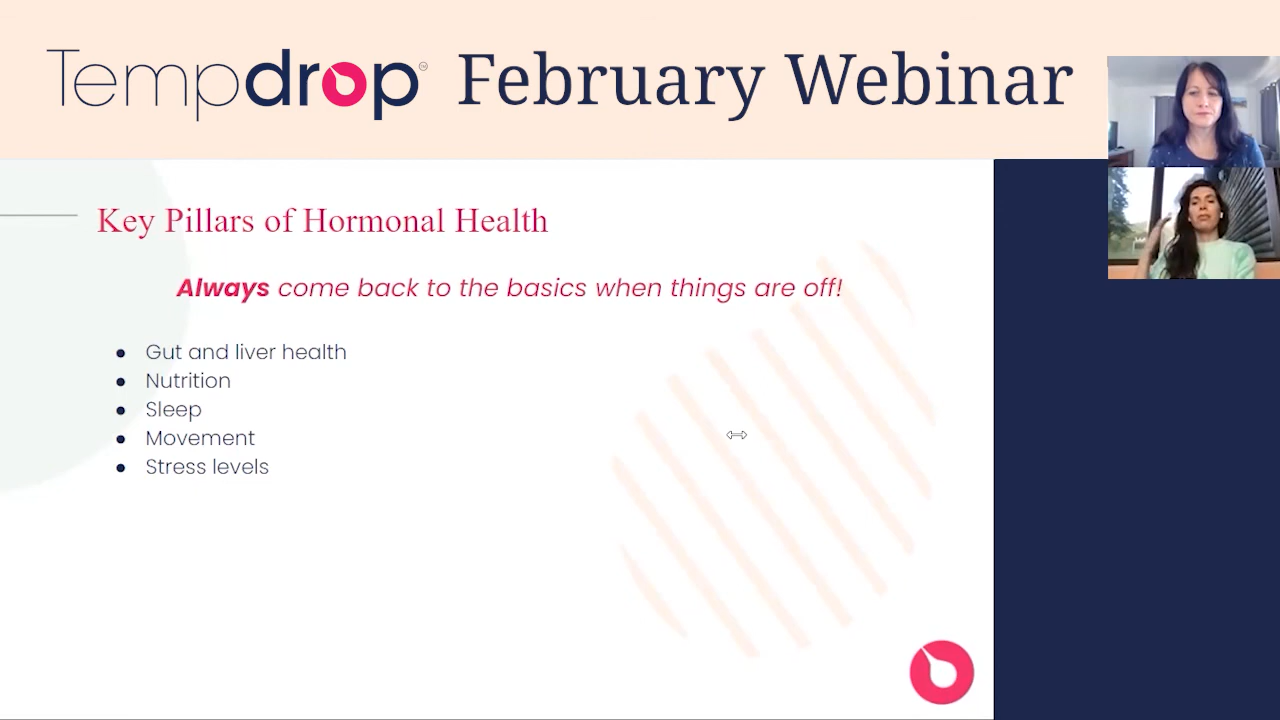 Tempdrop™ February Webinar
Key Pillars of Hormonal Health
Always come back to the basics when things are off!
● Gut and liver health
● Nutrition
● Sleep
● Movement
● Stress levels